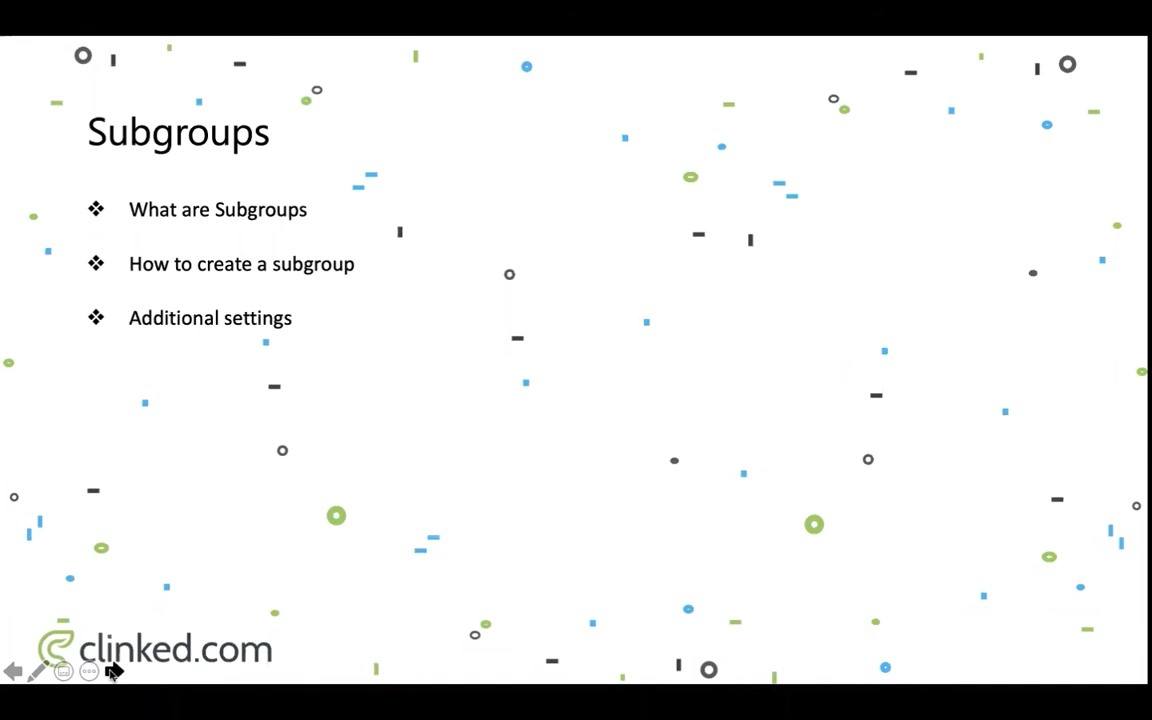 Subgroups
❖ What are Subgroups
❖ How to create a subgroup
❖ Additional settings
clinked.com